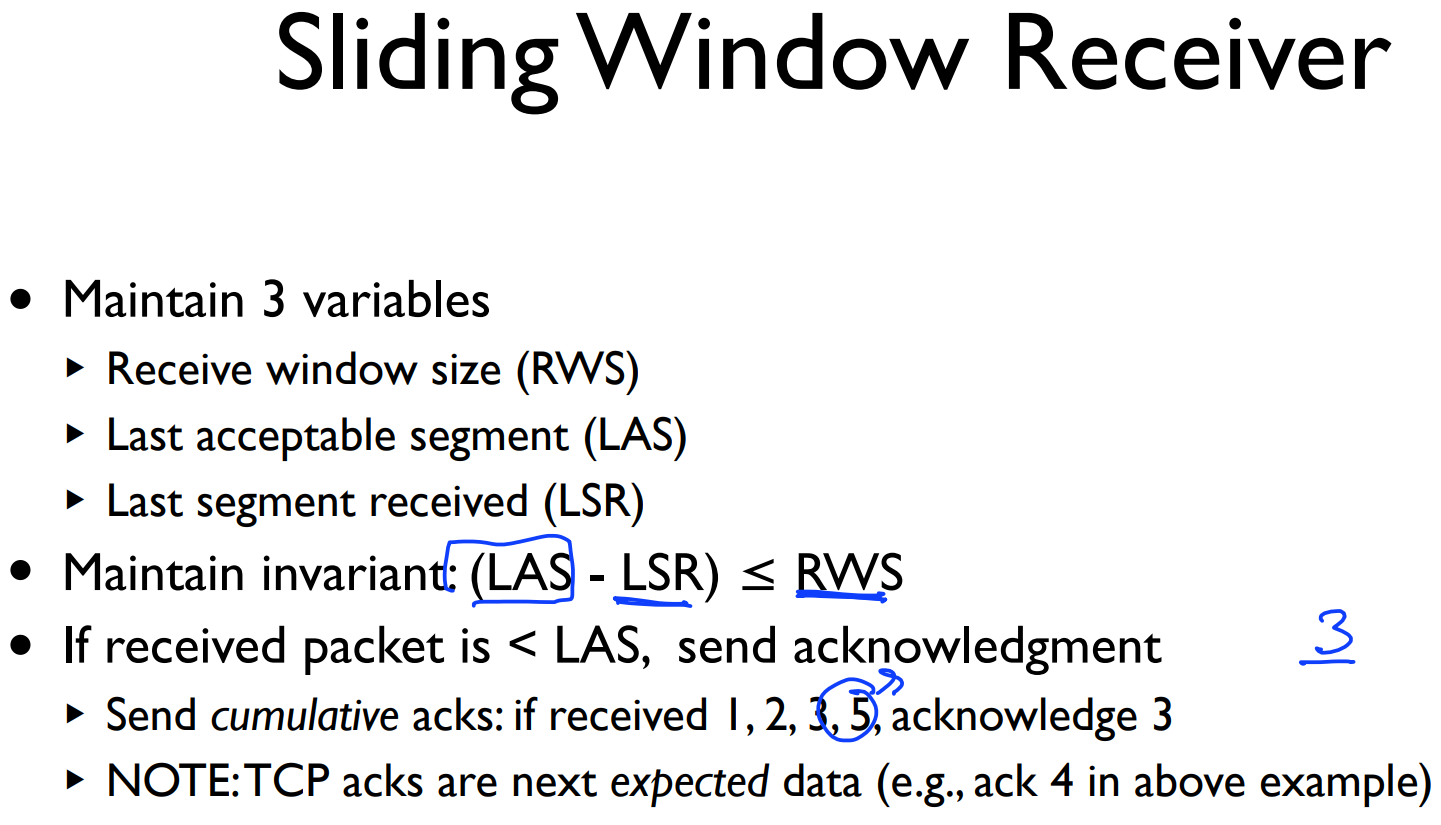 Sliding Window Receiver
• Maintain 3 variables
▸ Receive window size (RWS)
▸ Last acceptable segment (LAS)
▸ Last segment received (LSR)
• Maintain invariant: (LAS - LSR) ≤ RWS
• If received packet is < LAS, send acknowledgment 3
▸ Send cumulative acks: if received 1, 2, 3, 5, acknowledge 3
▸ NOTE: TCP acks are next expected data (e.g., ack 4 in above example)